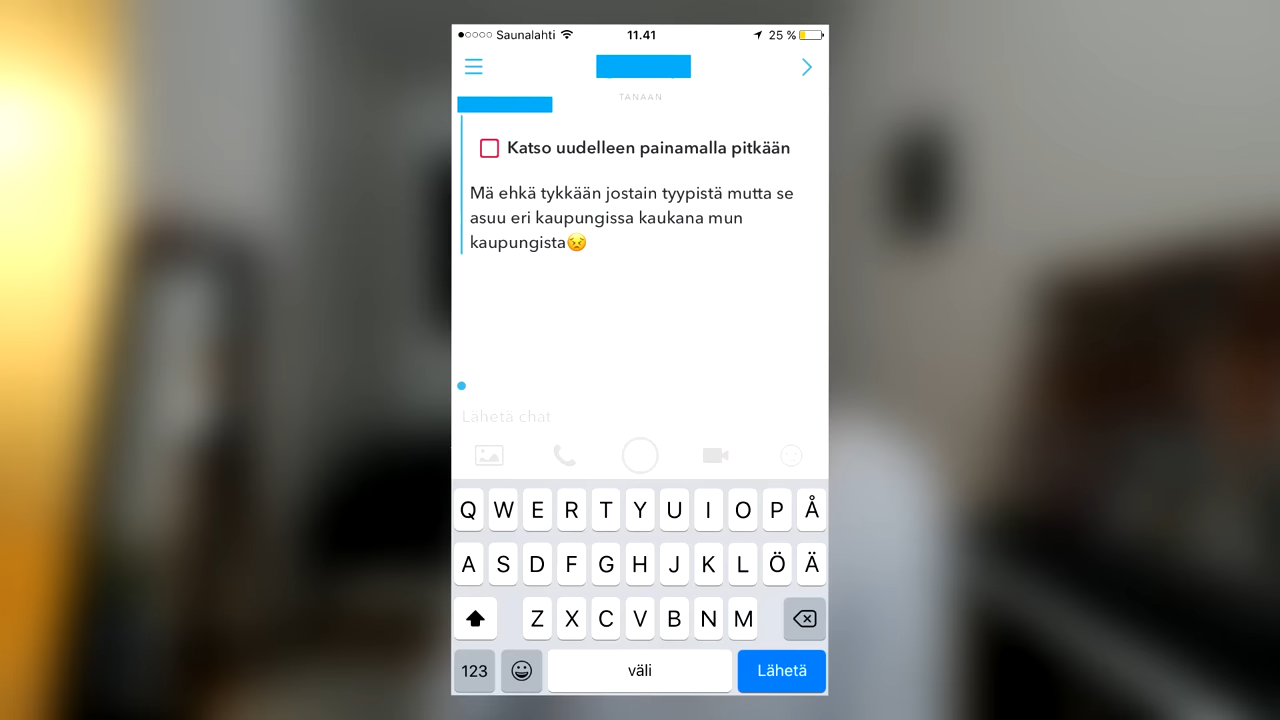 Saunalahti 11.41 25 %
TÄNÄÄN
Katso uudelleen painamalla pitkään
Mä ehkä tykkään jostain tyypistä mutta se
asuu eri kaupungissa kaukana mun
kaupungista😣
Lähetä chat
Q W E R T Y U I O P Å
A S D F G H J K L Ö Ä
Z X C V B N M
123 väli Lähetä